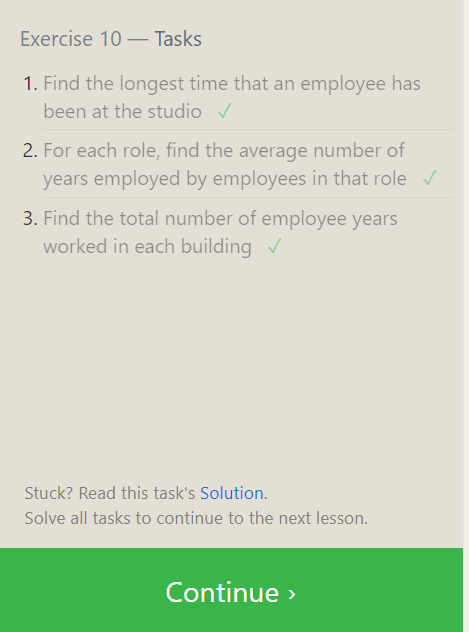 Exercise 10 — Tasks
1. Find the longest time that an employee has
been at the studio ✓
2. For each role, find the average number of
years employed by employees in that role ✓
3. Find the total number of employee years
worked in each building ✓
Stuck? Read this task's Solution.
Solve all tasks to continue to the next lesson.
Continue ›